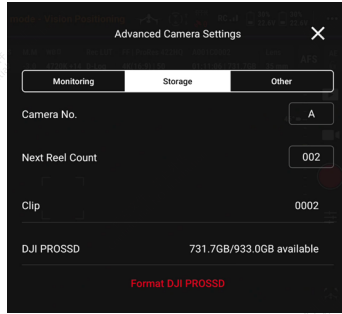 Advanced Camera Settings
Monitoring Storage Other
Camera No. A
Next Reel Count 002
Clip 0002
DJI PROSSD 731.7GB/933.0GB available
Format DJI PROSSD